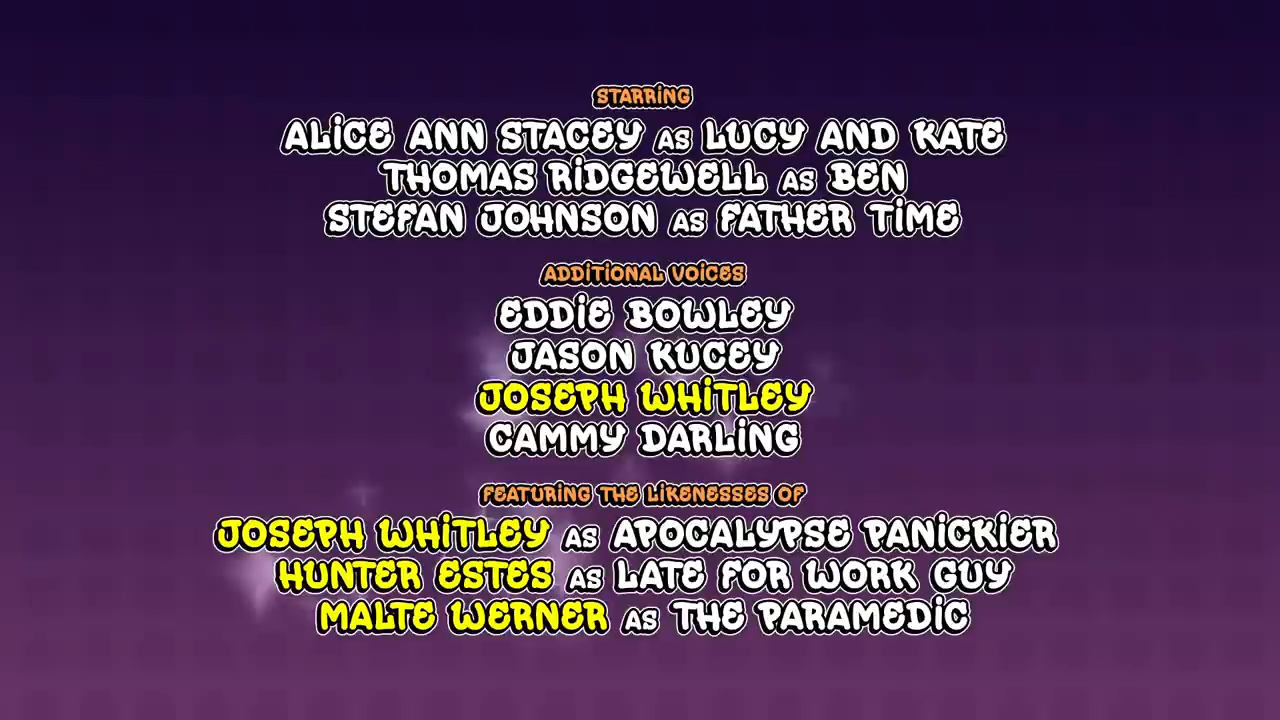 STARRING
ALICE ANN STACEY AS LUCY AND KATE
THOMAS RIDGEWELL AS BEN
STEFAN JOHNSON AS FATHER TIME
ADDITIONAL VOICES
EDDIE BOWLEY
JASON KUCEY
JOSEPH WHITLEY
CAMMY DARLING
FEATURING THE LIKENESSES OF
JOSEPH WHITLEY AS APOCALYPSE PANICKIER
HUNTER ESTES AS LATE FOR WORK GUY
MALTE WERNER AS THE PARAMEDIC